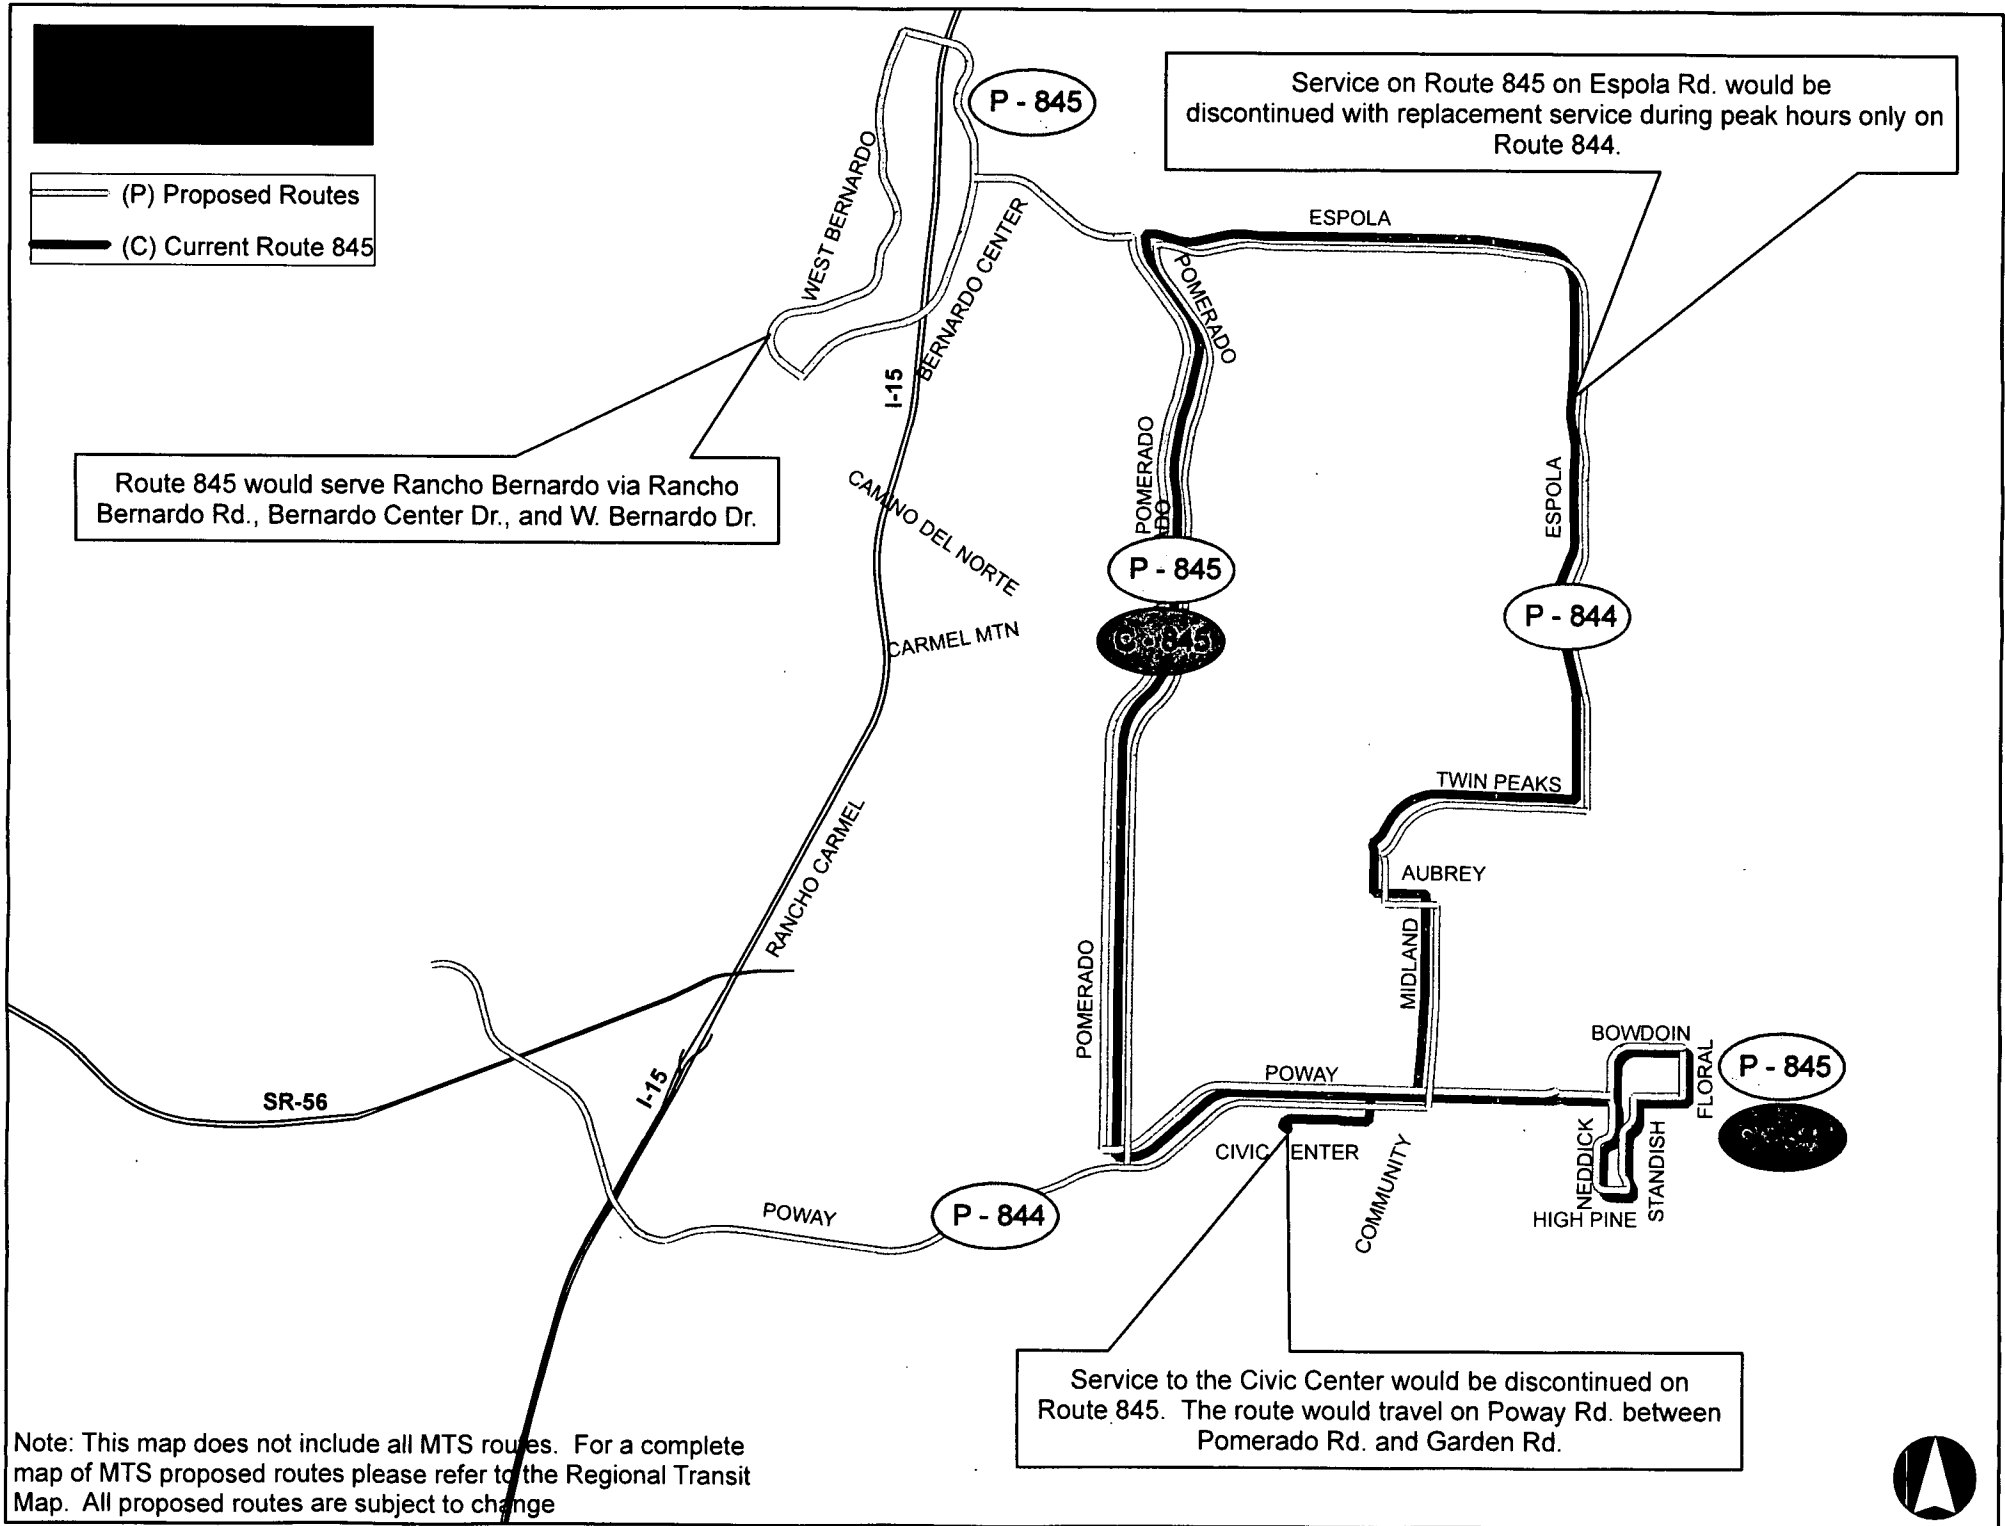 P - 845
Service on Route 845 on Espola Rd. would be
discontinued with replacement service during peak hours only on
Route 844.
(P) Proposed Routes
(C) Current Route 845
WEST BERNARDO
BERNARDO CENTER
ESPOLA
POMERADO
I-15
Route 845 would serve Rancho Bernardo via Rancho
Bernardo Rd., Bernardo Center Dr., and W. Bernardo Dr.
CAMINO DEL NORTE
CARMEL MTN
POMERADO
ESPOLA
P - 845
C - 845
P - 844
TWIN PEAKS
AUBREY
RANCHO CARMEL
MIDLAND
POMERADO
BOWDOIN
FLORAL
P - 845
POWAY
SR-56
I-15
CIVIC ENTER
NEDDICK
STANDISH
HIGH PINE
COMMUNITY
POWAY
P - 844
Service to the Civic Center would be discontinued on
Route 845. The route would travel on Poway Rd. between
Pomerado Rd. and Garden Rd.
Note: This map does not include all MTS routes. For a complete
map of MTS proposed routes please refer to the Regional Transit
Map. All proposed routes are subject to change